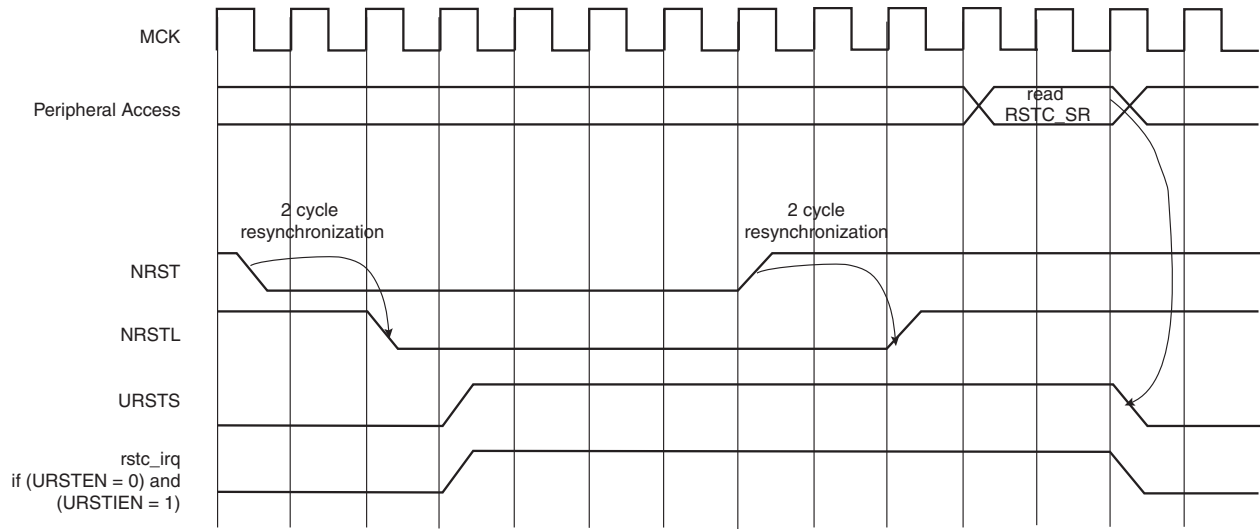 MCK
Peripheral Access
read
RSTC_SR
2 cycle
resynchronization
2 cycle
resynchronization
NRST
NRSTL
URSTS
rstc_irq
if (URSTEN = 0) and
(URSTIEN = 1)